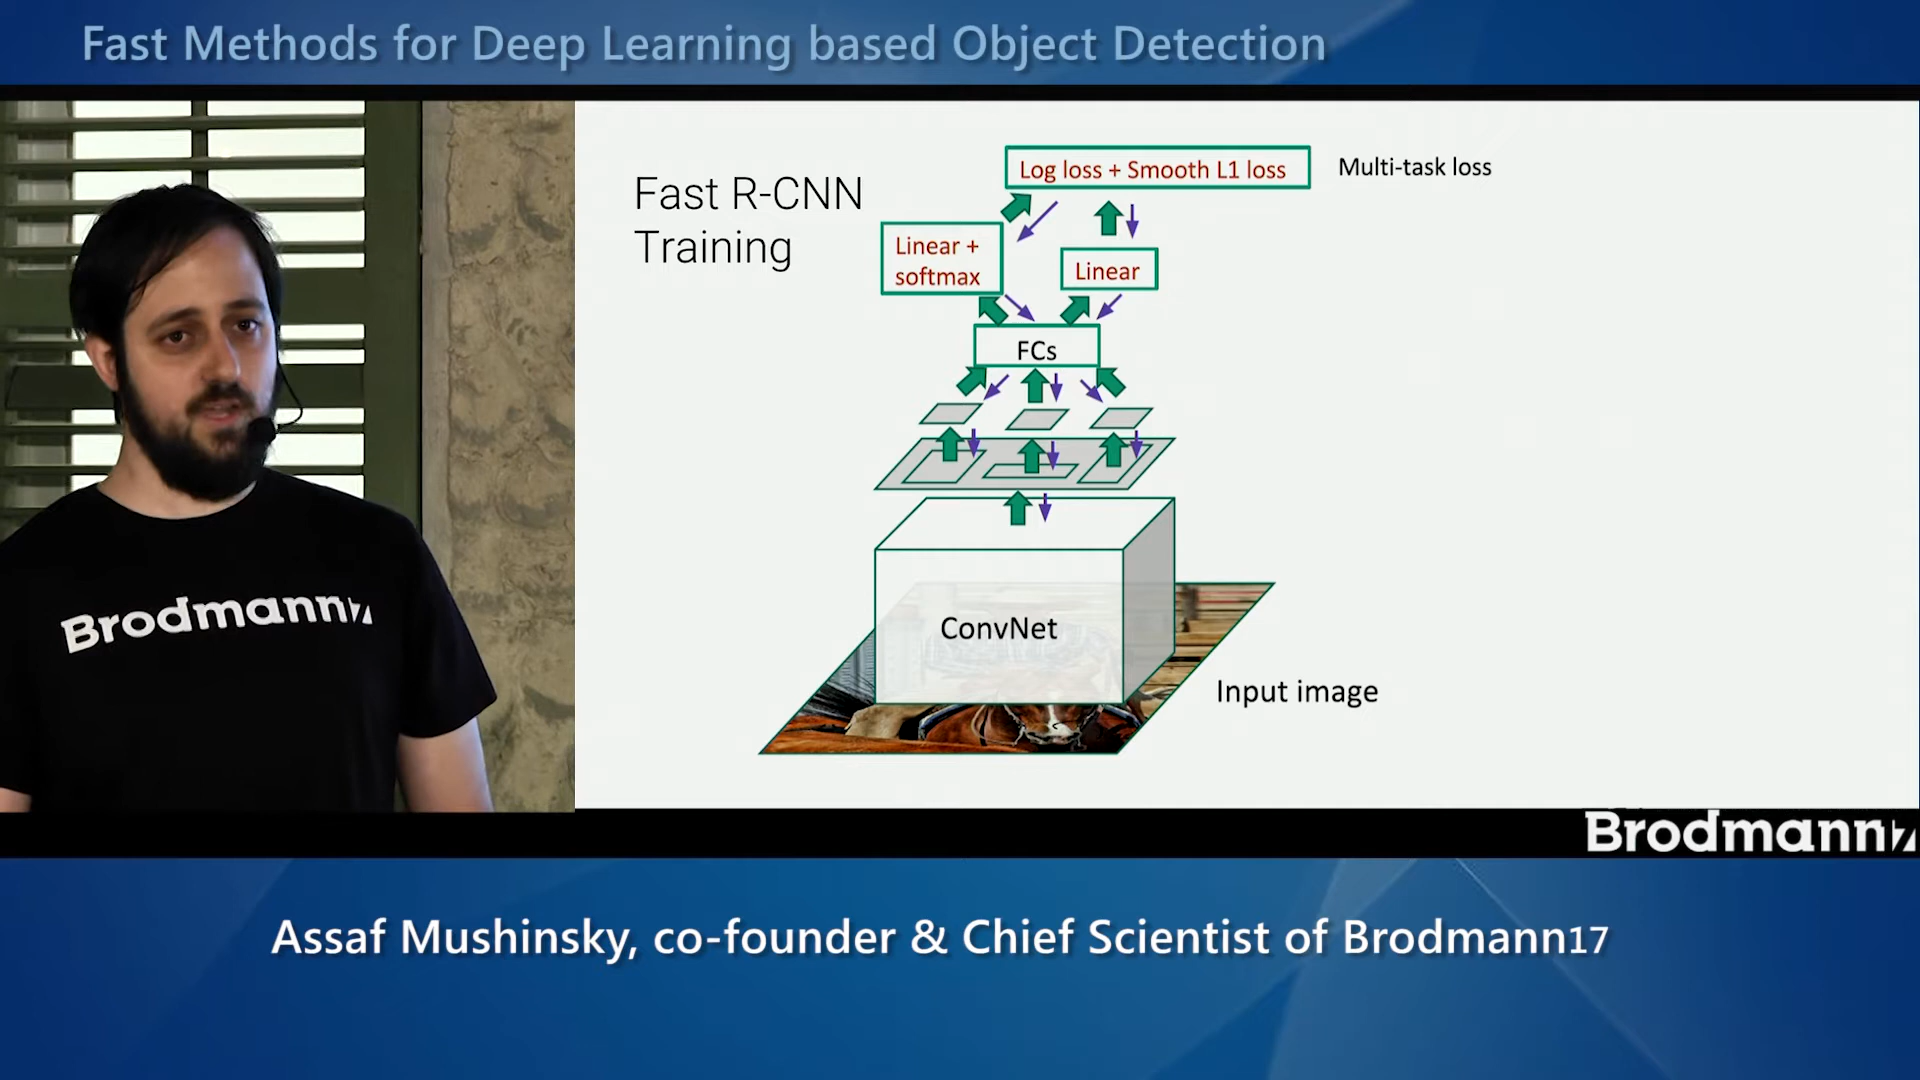 Fast Methods for Deep Learning based Object Detection
Fast R-CNN
Training
Log loss + Smooth L1 loss
Multi-task loss
Linear +
softmax
Linear
FCs
ConvNet
Input image
Brodmann17
Brodmann17
Assaf Mushinsky, co-founder & Chief Scientist of Brodmann17